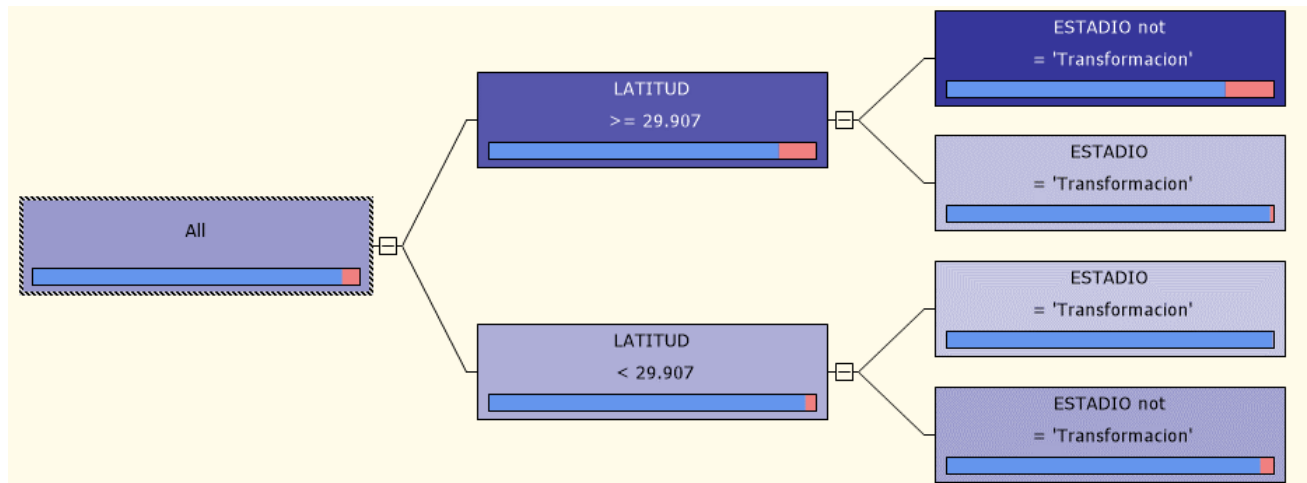 All
LATITUD
>= 29.907
LATITUD
< 29.907
ESTADIO not
= 'Transformacion'
ESTADIO
= 'Transformacion'
ESTADIO
= 'Transformacion'
ESTADIO not
= 'Transformacion'